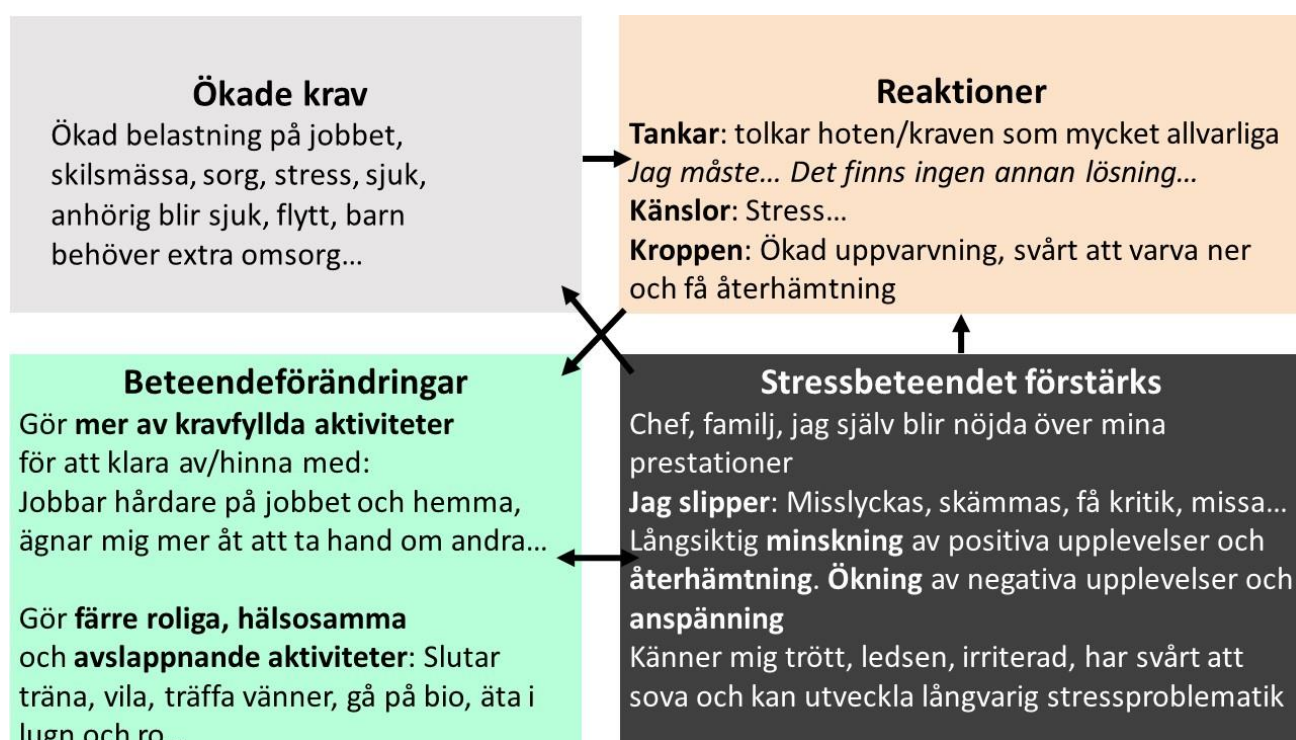 Ökade krav
Ökad belastning på jobbet,
skilsmässa, sorg, stress, sjuk,
anhörig blir sjuk, flytt, barn
behöver extra omsorg...
Reaktioner
Tankar: tolkar hoten/kraven som mycket allvarliga
Jag måste... Det finns ingen annan lösning...
Känslor: Stress...
Kroppen: Ökad uppvarvning, svårt att varva ner
och få återhämtning
Beteendeförändringar
Gör mer av kravfyllda aktiviteter
för att klara av/hinna med:
Jobbar hårdare på jobbet och hemma,
ägnar mig mer åt att ta hand om andra...
Gör färre roliga, hälsosamma
och avslappnande aktiviteter: Slutar
träna, vila, träffa vänner, gå på bio, äta i
lugn och ro...
Stressbeteendet förstärks
Chef, familj, jag själv blir nöjda över mina
prestationer
Jag slipper: Misslyckas, skämmas, få kritik, missa...
Långsiktig minskning av positiva upplevelser och
återhämtning. Ökning av negativa upplevelser och
anspänning
Känner mig trött, ledsen, irriterad, har svårt att
sova och kan utveckla långvarig stressproblematik